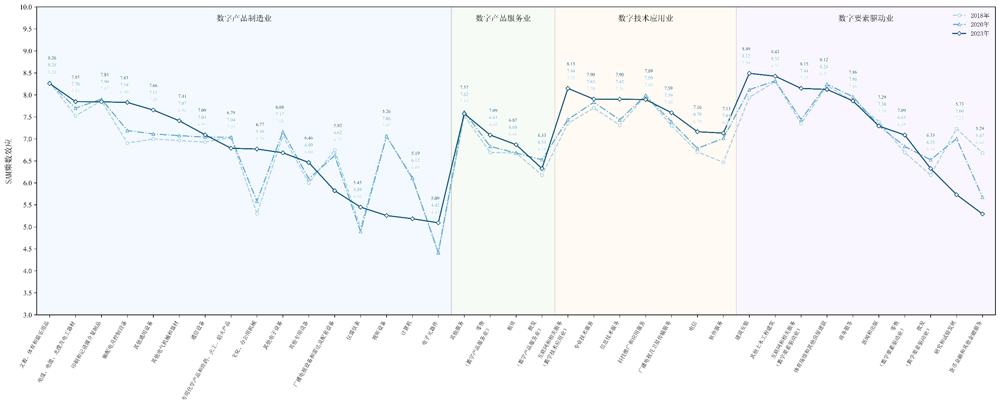 数字产品制造业
数字产品服务业
数字技术应用业
数字要素驱动业
2018年
2020年
2023年
SAM乘数效应
10.0
9.5
9.0
8.5
8.0
7.5
7.0
6.5
6.0
5.5
5.0
4.5
4.0
3.5
3.0
8.26
8.28
8.28
7.85
7.70
7.53
7.84
7.90
7.87
7.83
7.19
6.90
7.66
7.11
7.00
7.41
7.07
6.96
7.09
7.04
6.93
6.79
7.04
7.03
6.77
5.58
5.30
6.68
7.17
7.08
6.46
6.09
6.00
5.82
6.62
6.75
5.45
4.89
4.98
5.26
7.06
7.07
5.19
6.12
6.09
5.09
4.42
4.41
7.57
7.62
7.53
7.09
6.83
6.69
6.87
6.68
6.68
6.33
6.53
6.18
8.15
7.44
7.35
7.90
7.83
7.70
7.90
7.43
7.31
7.89
7.99
7.98
7.59
7.39
7.30
7.16
6.78
6.70
7.13
7.01
8.49
8.12
7.94
8.43
8.32
8.31
8.15
7.44
7.35
8.12
8.24
8.21
7.86
7.96
7.86
7.29
7.30
7.39
7.09
6.83
6.69
6.33
6.53
6.18
5.73
7.00
7.23
5.29
5.67
6.68
文教、体育和娱乐用品
电线、电缆、光缆及电工器材
印刷和记录媒介复制品
输配电及控制设备
其他通用设备
其他电气机械和器材
通信设备
专用化学产品和炸药、火工、焰火产品
文化、办公用机械
其他电子设备
其他专用设备
广播电视设备和雷达及配套设备
仪器仪表
视听设备
计算机
电子元器件
其他服务
零售
（数字产品服务业）
租赁
批发
（数字产品服务业）
互联网和相关服务
（数字技术应用业）
专业技术服务
信息技术服务
科技推广和应用服务
广播电视及卫星传输服务
电信
软件服务
建筑安装
其他土木工程建筑
互联网和相关服务
（数字要素驱动业）
体育场馆和其他房屋建筑
商务服务
新闻和出版
零售
（数字要素驱动业）
批发
（数字要素驱动业）
研究和试验发展
货币金融和其他金融服务